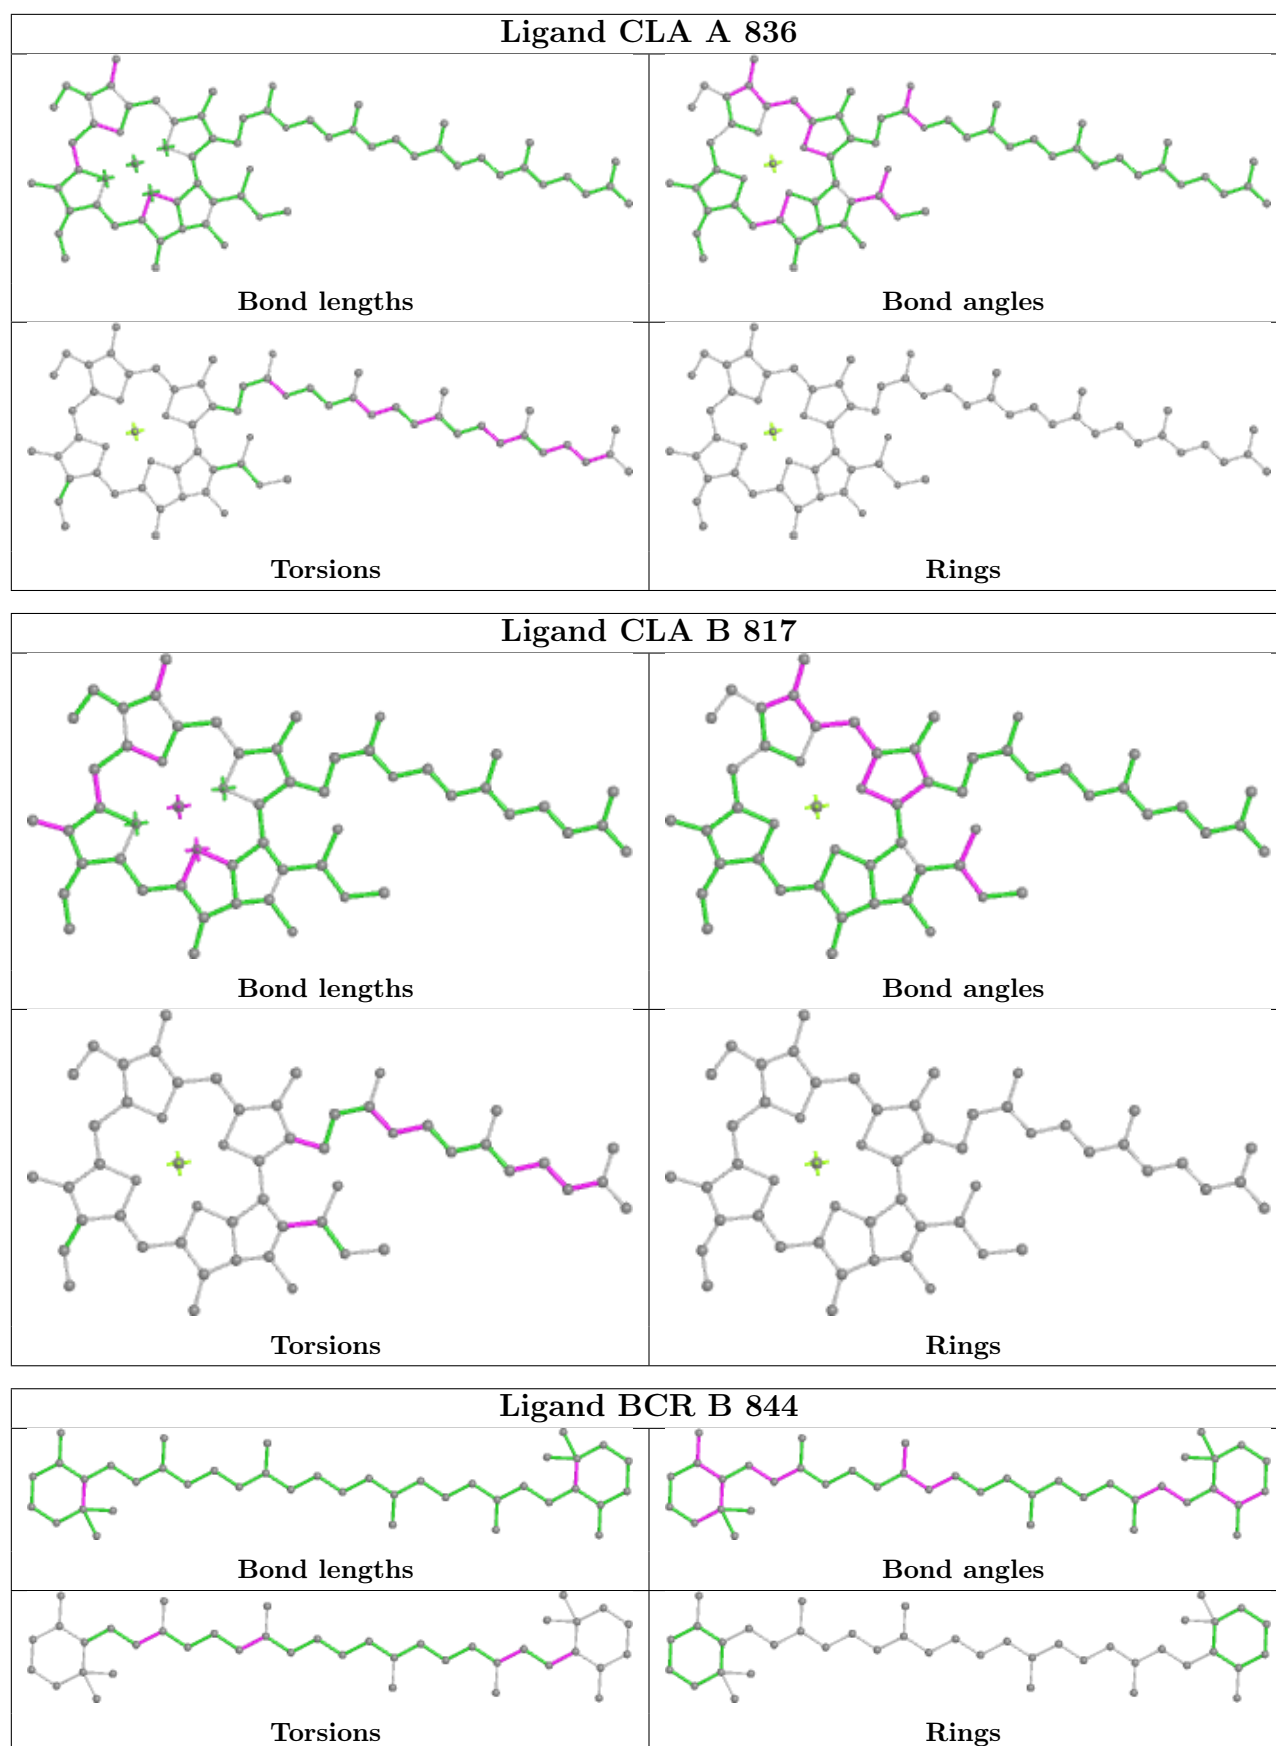 Ligand CLA A 836
Bond lengths
Bond angles
Torsions
Rings
Ligand CLA B 817
Bond lengths
Bond angles
Torsions
Rings
Ligand BCR B 844
Bond lengths
Bond angles
Torsions
Rings